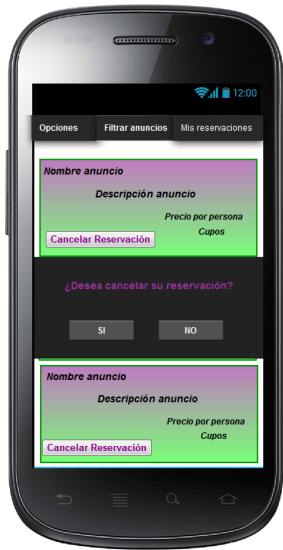 12:00
Opciones Filtrar anuncios Mis reservaciones
Nombre anuncio
Descripción anuncio
Precio por persona
Cupos
Cancelar Reservación
¿Desea cancelar su reservación?
SI NO
Nombre anuncio
Descripción anuncio
Precio por persona
Cupos
Cancelar Reservación